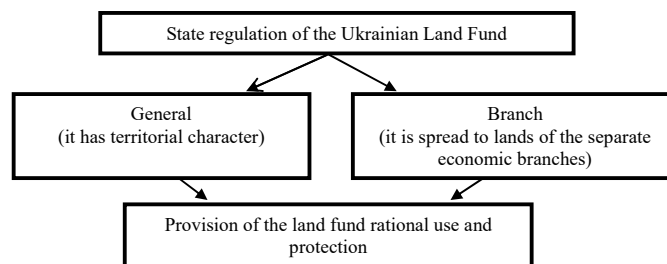 State regulation of the Ukrainian Land Fund
General
(it has territorial character)
Branch
(it is spread to lands of the separate
economic branches)
Provision of the land fund rational use and
protection